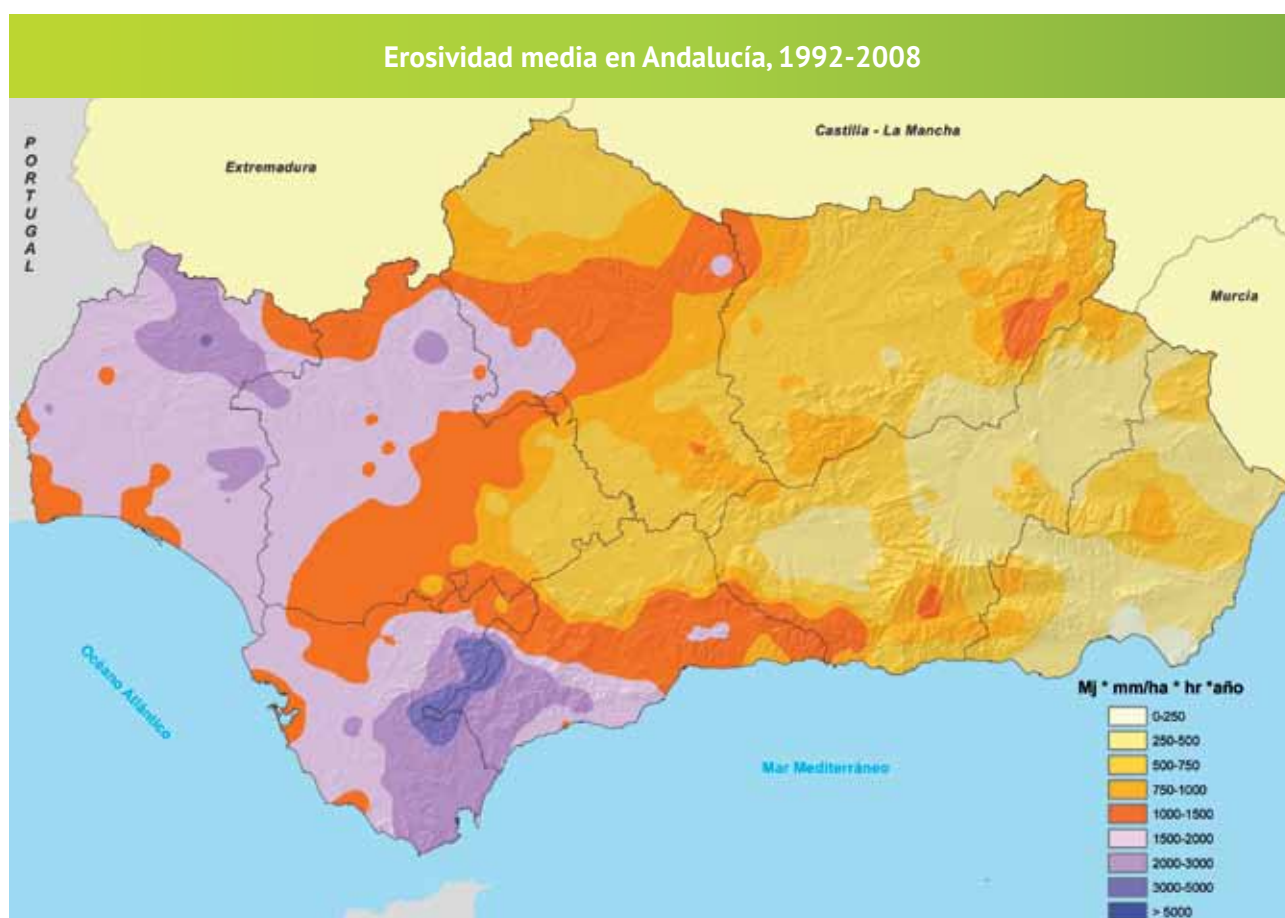 Erosividad media en Andalucía, 1992-2008
PORTUGAL
Extremadura
Castilla - La Mancha
Murcia
Océano Atlántico
Mar Mediterráneo
Mj * mm/ha * hr *año
0-250
250-500
500-750
750-1000
1000-1500
1500-2000
2000-3000
3000-5000
> 5000